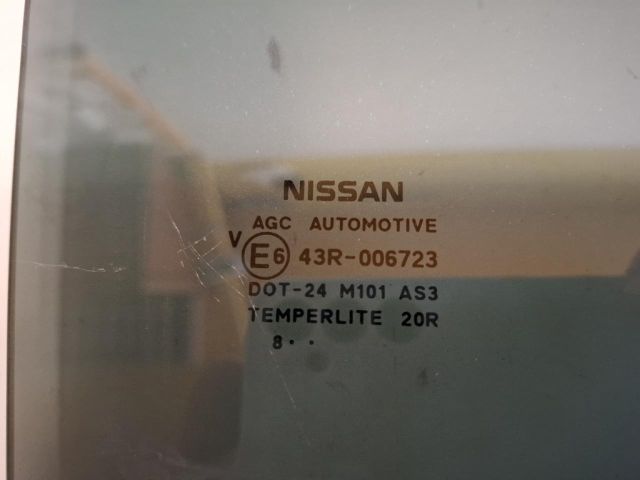 NISSAN
AGC AUTOMOTIVE
V E6 43R-006723
DOT-24 M101 AS3
TEMPERLITE 20R
8··